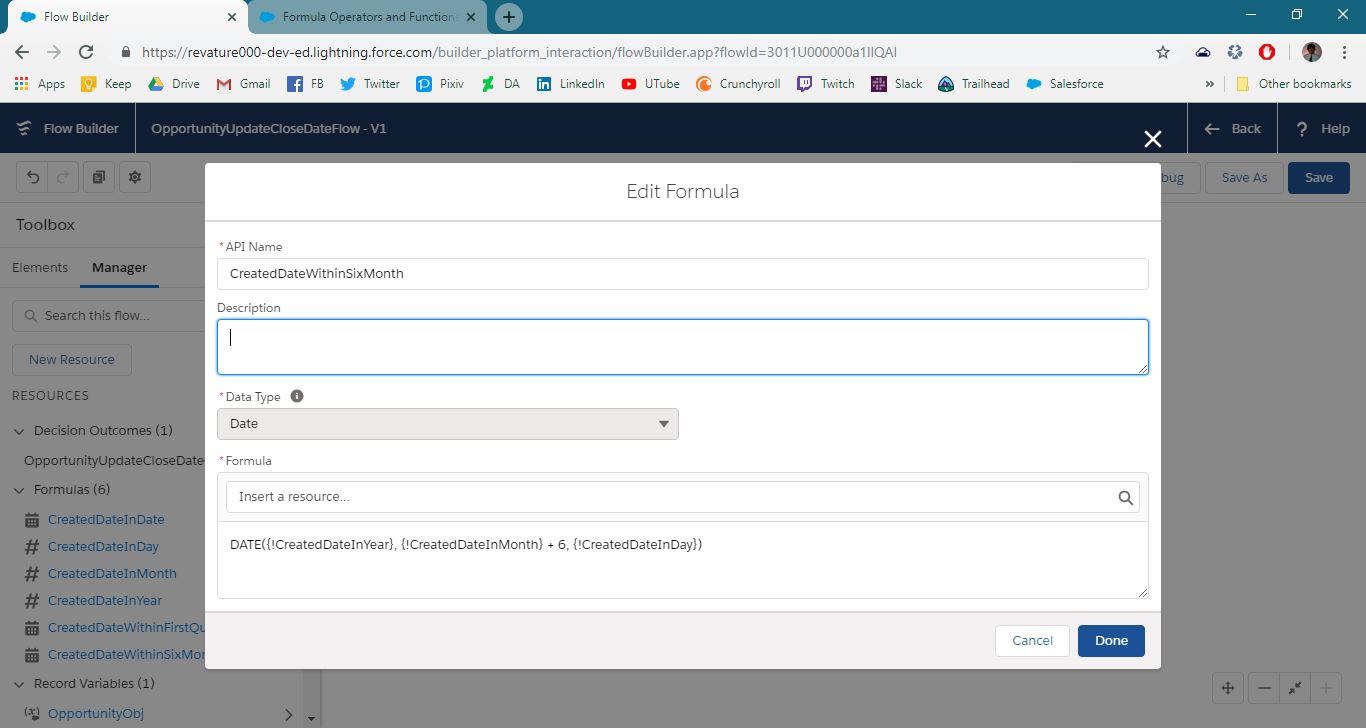 Flow Builder
Formula Operators and Functions
https://revature000-dev-ed.lightning.force.com/builder_platform_interaction/flowBuilder.app?flowId=3011U000000a1IlQAI
Apps Keep Drive Gmail FB Twitter Pixiv DA LinkedIn UTube Crunchyroll Twitch Slack Trailhead Salesforce » Other bookmarks
Flow Builder OpportunityUpdateCloseDateFlow - V1 Back ? Help
bug Save As Save
Edit Formula
Toolbox
Elements Manager
Search this flow...
New Resource
RESOURCES
Decision Outcomes (1)
OpportunityUpdateCloseDate
Formulas (6)
CreatedDateInDate
CreatedDateInDay
CreatedDateInMonth
CreatedDateInYear
CreatedDateWithinFirstQu
CreatedDateWithinSixMor
Record Variables (1)
OpportunityObj
*API Name
CreatedDateWithinSixMonth
Description
*Data Type
Date
*Formula
Insert a resource...
DATE({!CreatedDateInYear}, {!CreatedDateInMonth} + 6, {!CreatedDateInDay})
Cancel Done